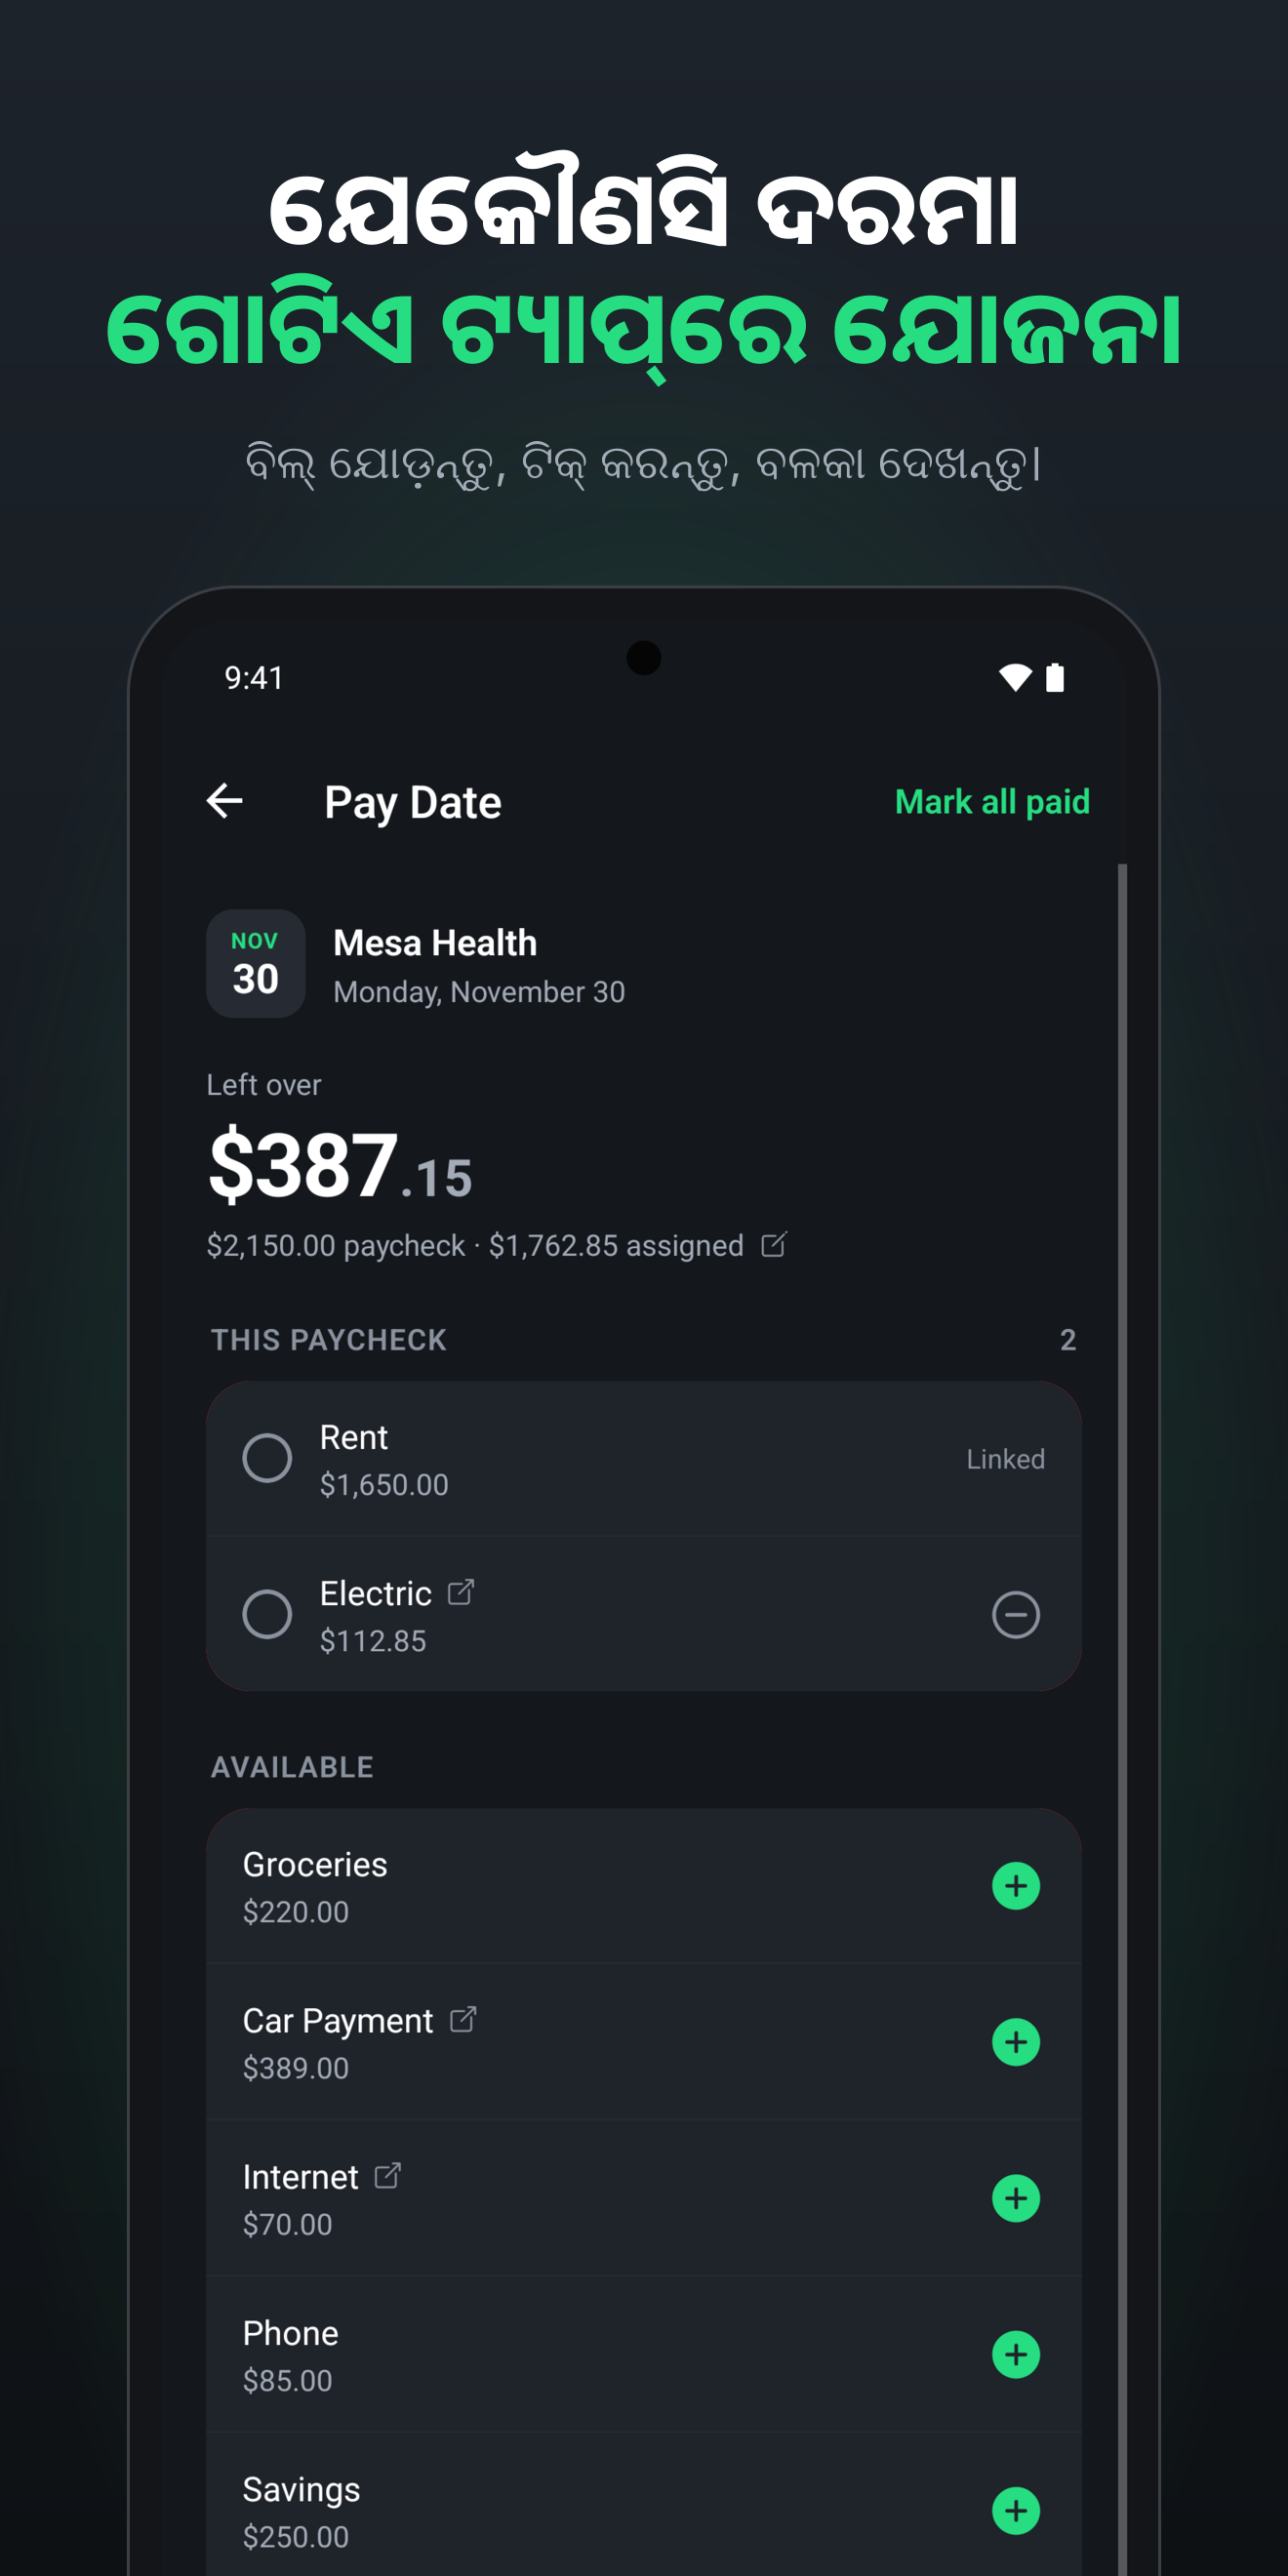 ଯେକୌଣସି ଦରମା
ଗୋଟିଏ ଟ୍ୟାପ୍‌ରେ ଯୋଜନା
ବିଲ୍ ଯୋଡ଼ନ୍ତୁ, ଟିକ୍ କରନ୍ତୁ, ବଳକା ଦେଖନ୍ତୁ।
9:41
Pay Date
Mark all paid
NOV
30
Mesa Health
Monday, November 30
Left over
$387.15
$2,150.00 paycheck · $1,762.85 assigned
THIS PAYCHECK
2
Rent
$1,650.00
Linked
Electric
$112.85
AVAILABLE
Groceries
$220.00
Car Payment
$389.00
Internet
$70.00
Phone
$85.00
Savings
$250.00